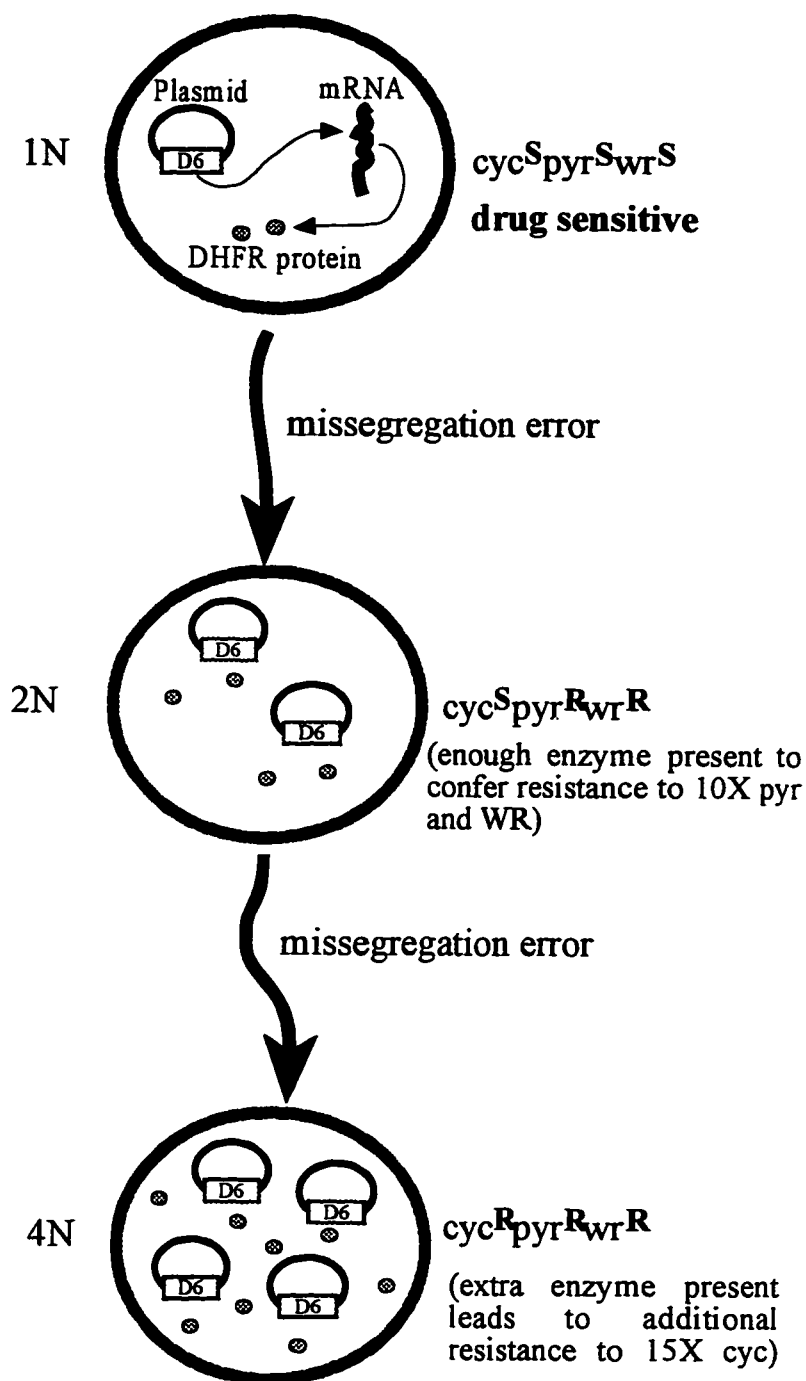 Plasmid mRNA
D6
1N
cycSpyrSwrS
drug sensitive
DHFR protein
missegregation error
D6
2N
D6
cycSpyrRwrR
(enough enzyme present to
confer resistance to 10X pyr
and WR)
missegregation error
D6
D6
4N
cycRpyrRwrR
D6
D6
(extra enzyme present
leads to additional
resistance to 15X cyc)